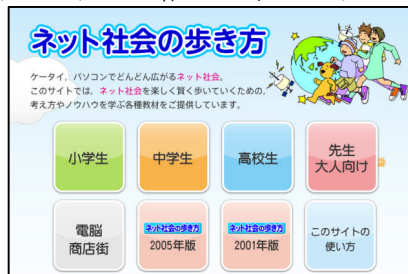 ネット社会の歩き方
ケータイ，パソコンでどんどん広がるネット社会。
このサイトでは，ネット社会を楽しく賢く歩いていくための，
考え方やノウハウを学ぶ各種教材をご提供しています。
小学生
中学生
高校生
先生
大人向け
電脳
商店街
ネット社会の歩き方
2005年版
ネット社会の歩き方
2001年版
このサイトの
使い方